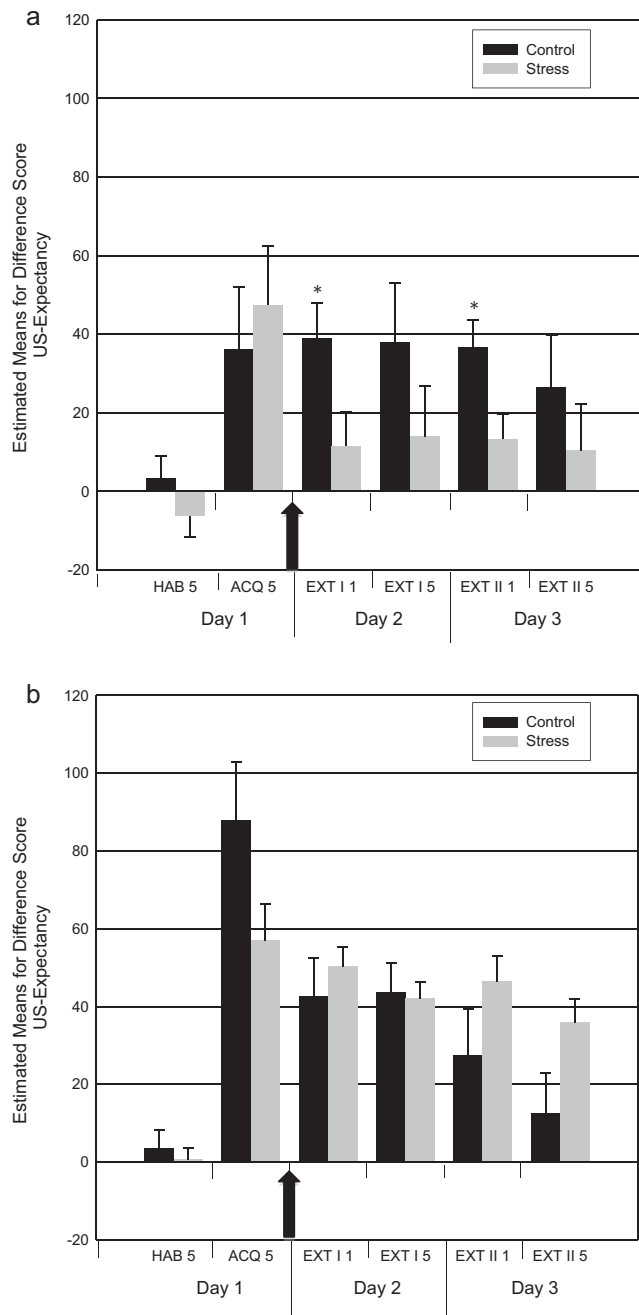 a
120
Control
Stress
100
80
60
40
20
0
-20
Estimated Means for Difference Score
US-Expectancy
*
*
HAB 5 ACQ 5 EXT I 1 EXT I 5 EXT II 1 EXT II 5
Day 1 Day 2 Day 3
b
120
Control
Stress
100
80
60
40
20
0
-20
Estimated Means for Difference Score
US-Expectancy
HAB 5 ACQ 5 EXT I 1 EXT I 5 EXT II 1 EXT II 5
Day 1 Day 2 Day 3